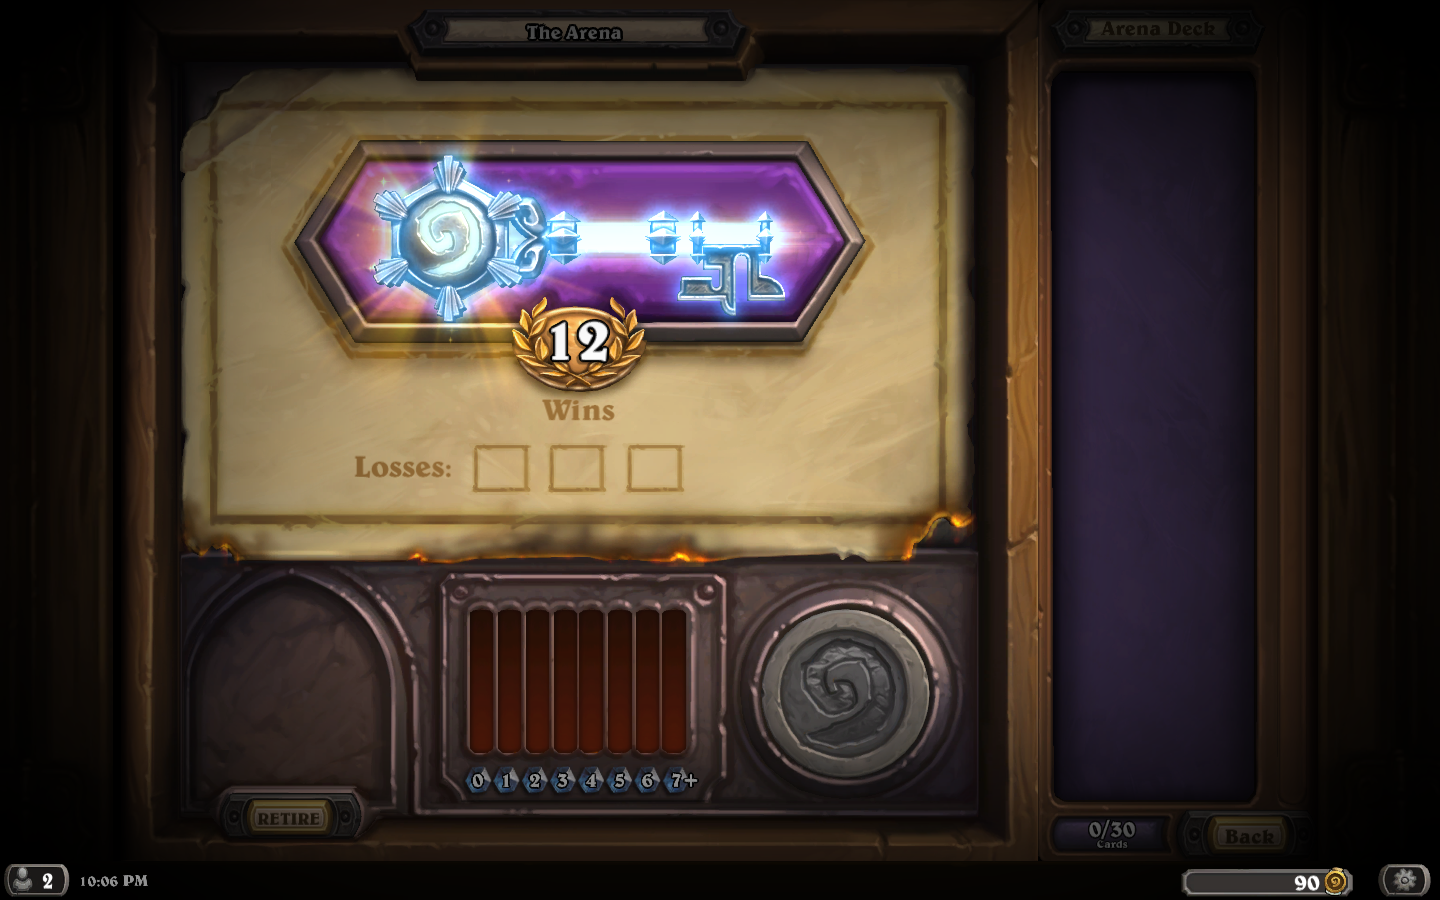 The Arena
Arena Deck
12
Wins
Losses:
0 1 2 3 4 5 6 7+
RETIRE
0/30
Cards
Back
2
10:06 PM
90